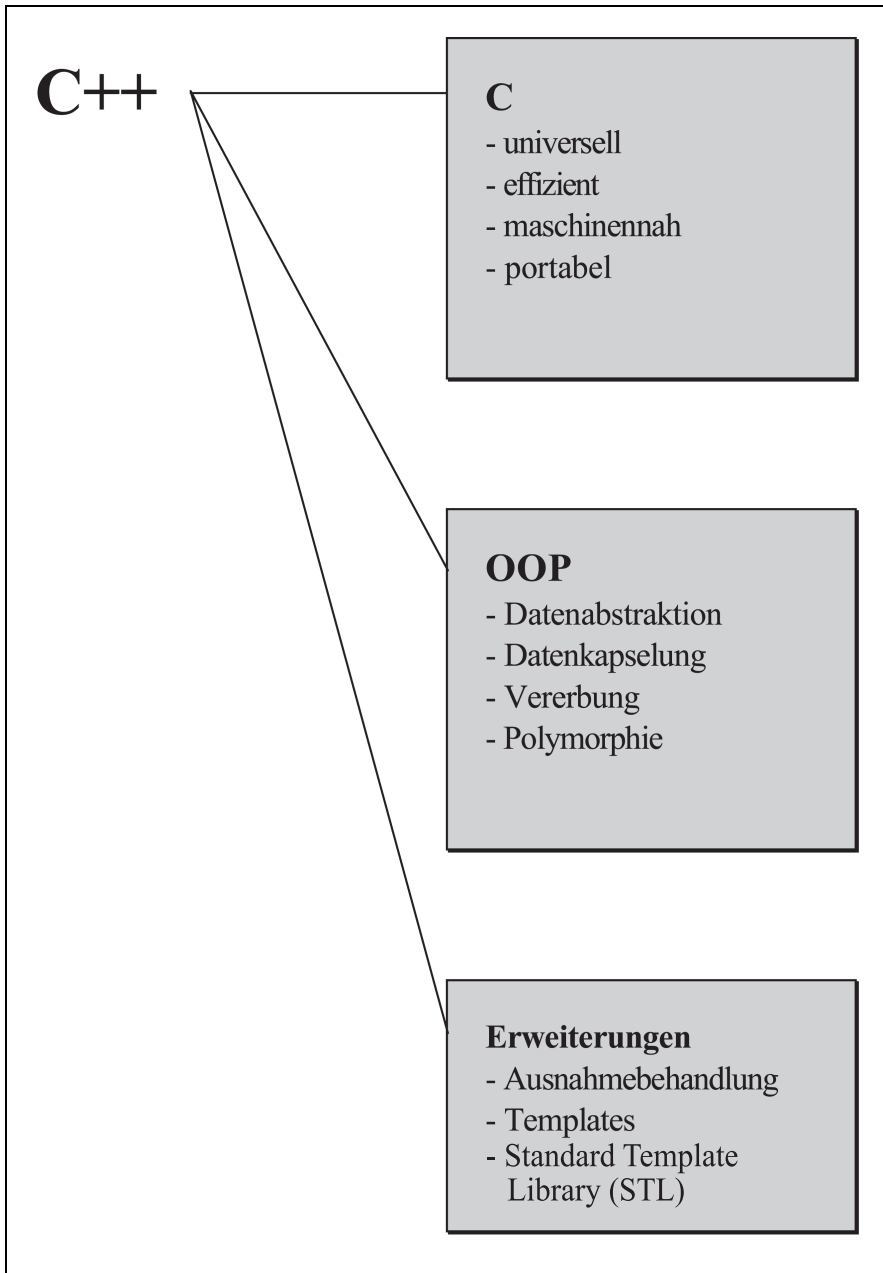 C++
C
- universell
- effizient
- maschinennah
- portabel
OOP
- Datenabstraktion
- Datenkapselung
- Vererbung
- Polymorphie
Erweiterungen
- Ausnahmebehandlung
- Templates
- Standard Template
Library (STL)